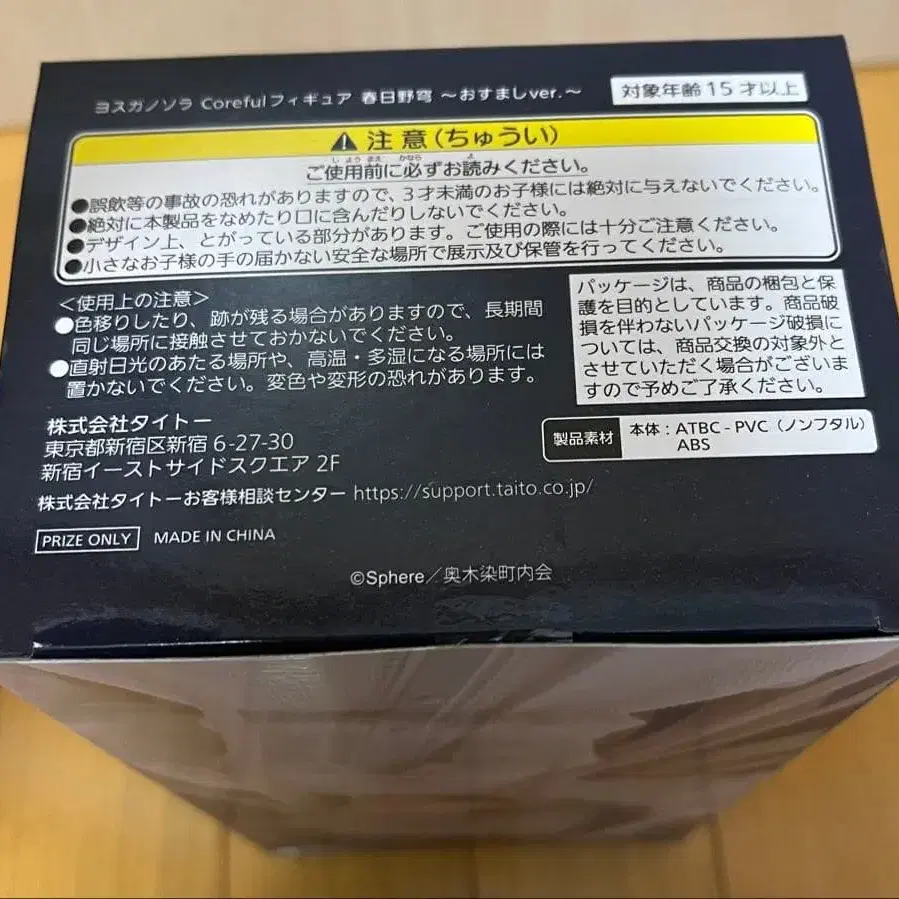 ヨスガノソラ Corefulフィギュア 春日野穹 ～おすましver.～
対象年齢15才以上
注意(ちゅうい)
しようまえ かなら よ
ご使用前に必ずお読みください。
●誤飲等の事故の恐れがありますので、3才未満のお子様には絶対に与えないでください。
●絶対に本製品をなめたり口に含んだりしないでください。
●デザイン上、とがっている部分があります。ご使用の際には十分ご注意ください。
●小さなお子様の手の届かない安全な場所で展示及び保管を行ってください。
＜使用上の注意＞
●色移りしたり、跡が残る場合がありますので、長期間
同じ場所に接触させておかないでください。
●直射日光のあたる場所や、高温・多湿になる場所には
置かないでください。変色や変形の恐れがあります。
パッケージは、商品の梱包と保
護を目的としています。商品破
損を伴わないパッケージ破損に
ついては、商品交換の対象外と
させていただく場合がございま
すので予めご了承ください。
株式会社タイトー
東京都新宿区新宿 6-27-30
新宿イーストサイドスクエア 2F
製品素材
本体：ATBC-PVC（ノンフタル）
ABS
株式会社タイトーお客様相談センター https://support.taito.co.jp/
PRIZE ONLY MADE IN CHINA
©Sphere／奥木染町内会